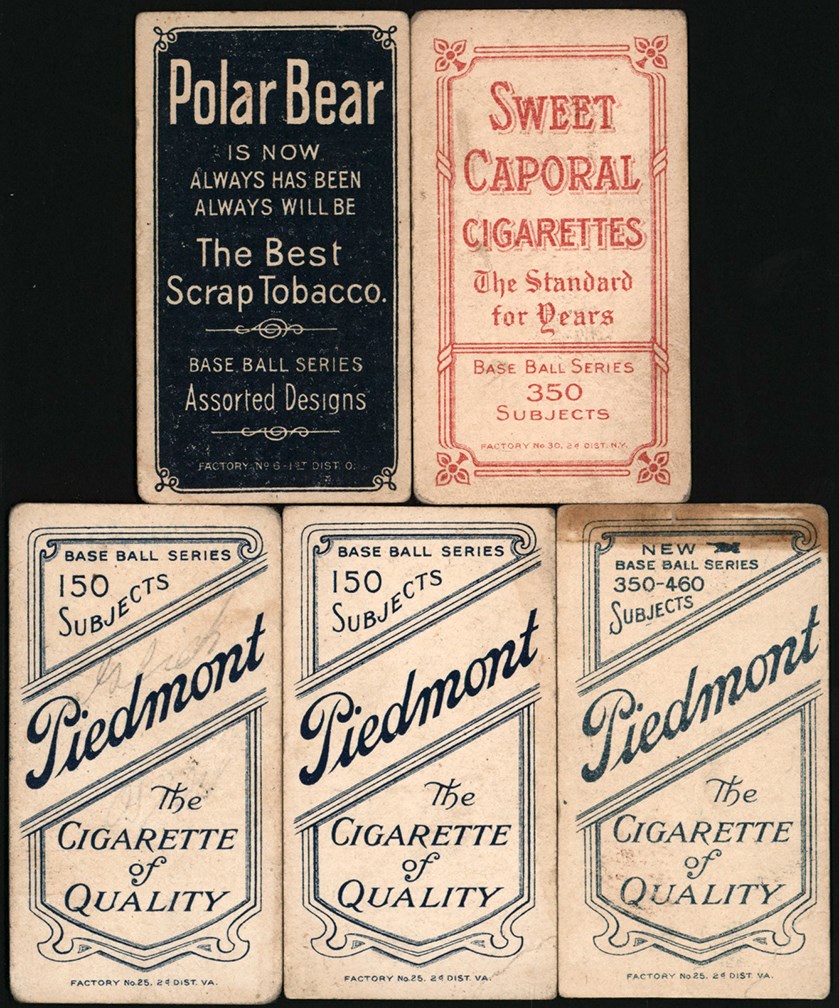 Polar Bear
IS NOW
ALWAYS HAS BEEN
ALWAYS WILL BE
The Best
Scrap Tobacco.
BASE BALL SERIES
Assorted Designs
FACTORY Nº 6 - 1ST DIST. O.
SWEET
CAPORAL
CIGARETTES
The Standard
for Years
BASE BALL SERIES
350
SUBJECTS
FACTORY No. 30, 2d DIST. N.Y.
BASE BALL SERIES
150
SUBJECTS
Piedmont
The
CIGARETTE
of
QUALITY
FACTORY No. 25. 2d DIST. VA.
BASE BALL SERIES
150
SUBJECTS
Piedmont
The
CIGARETTE
of
QUALITY
FACTORY No. 25. 2d DIST. VA.
NEW
BASE BALL SERIES
350-460
SUBJECTS
Piedmont
The
CIGARETTE
of
QUALITY
FACTORY No. 25. 2d DIST. VA.